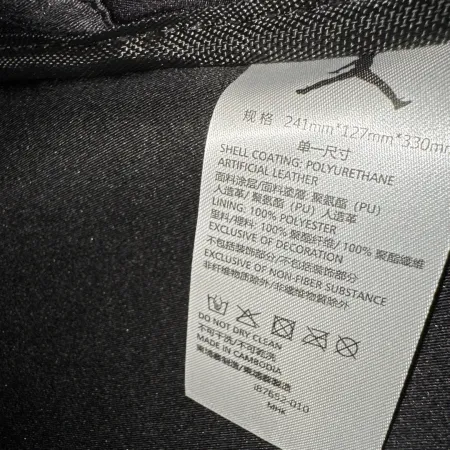 规格 241mm*127mm*330mm
单一尺寸
SHELL COATING: POLYURETHANE
ARTIFICIAL LEATHER
面料涂层/面料塗層: 聚氨酯 (PU)
人造革/ 聚氨酯 (PU) 人造革
LINING: 100% POLYESTER
里料/裡料: 100% 聚酯纤维/ 100% 聚酯纖維
EXCLUSIVE OF DECORATION
不包括装饰部分/不包括裝飾部分
EXCLUSIVE OF NON-FIBER SUBSTANCE
非纤维物质除外/非纖維物質除外
DO NOT DRY CLEAN
不可干洗/不可乾洗
MADE IN CAMBODIA
柬埔寨制造/柬埔寨製造
IB7652-010
MHK